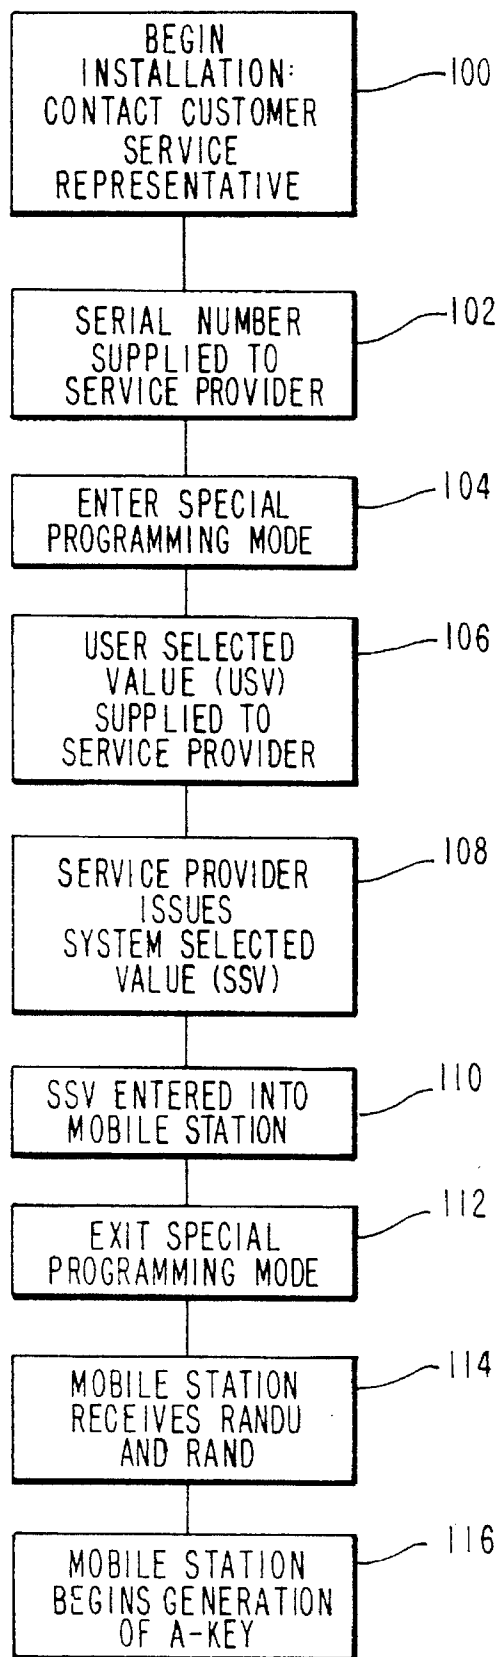 BEGIN
INSTALLATION:
CONTACT CUSTOMER
SERVICE
REPRESENTATIVE
100
SERIAL NUMBER
SUPPLIED TO
SERVICE PROVIDER
102
ENTER SPECIAL
PROGRAMMING MODE
104
USER SELECTED
VALUE (USV)
SUPPLIED TO
SERVICE PROVIDER
106
SERVICE PROVIDER
ISSUES
SYSTEM SELECTED
VALUE (SSV)
108
SSV ENTERED INTO
MOBILE STATION
110
EXIT SPECIAL
PROGRAMMING MODE
112
MOBILE STATION
RECEIVES RANDU
AND RAND
114
MOBILE STATION
BEGINS GENERATION
OF A-KEY
116